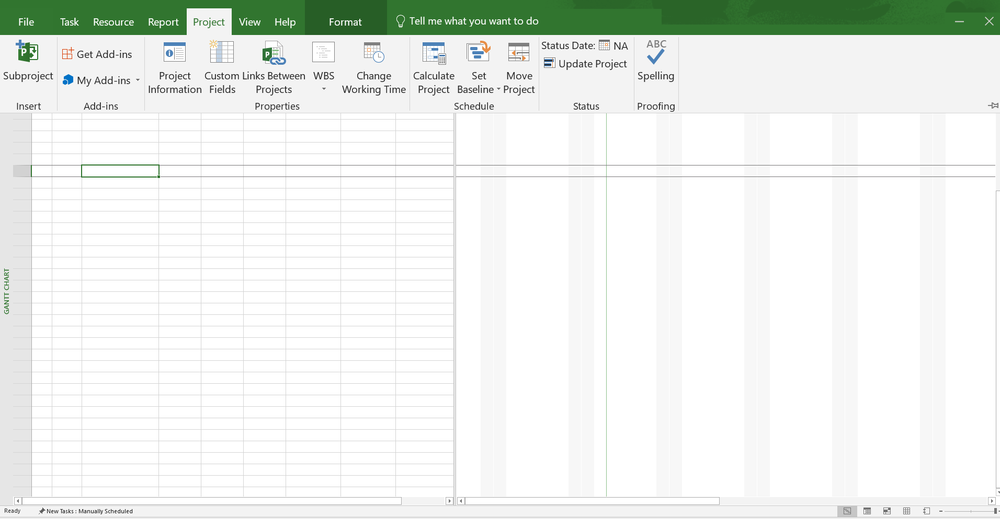 File Task Resource Report Project View Help Format Tell me what you want to do
Subproject
Insert
Get Add-ins
My Add-ins
Add-ins
Project
Information
Custom
Fields
Links Between
Projects
WBS
Change
Working Time
Properties
Calculate
Project
Set
Baseline
Move
Project
Schedule
Status Date: NA
Update Project
Status
ABC
Spelling
Proofing
GANTT CHART
Ready New Tasks : Manually Scheduled